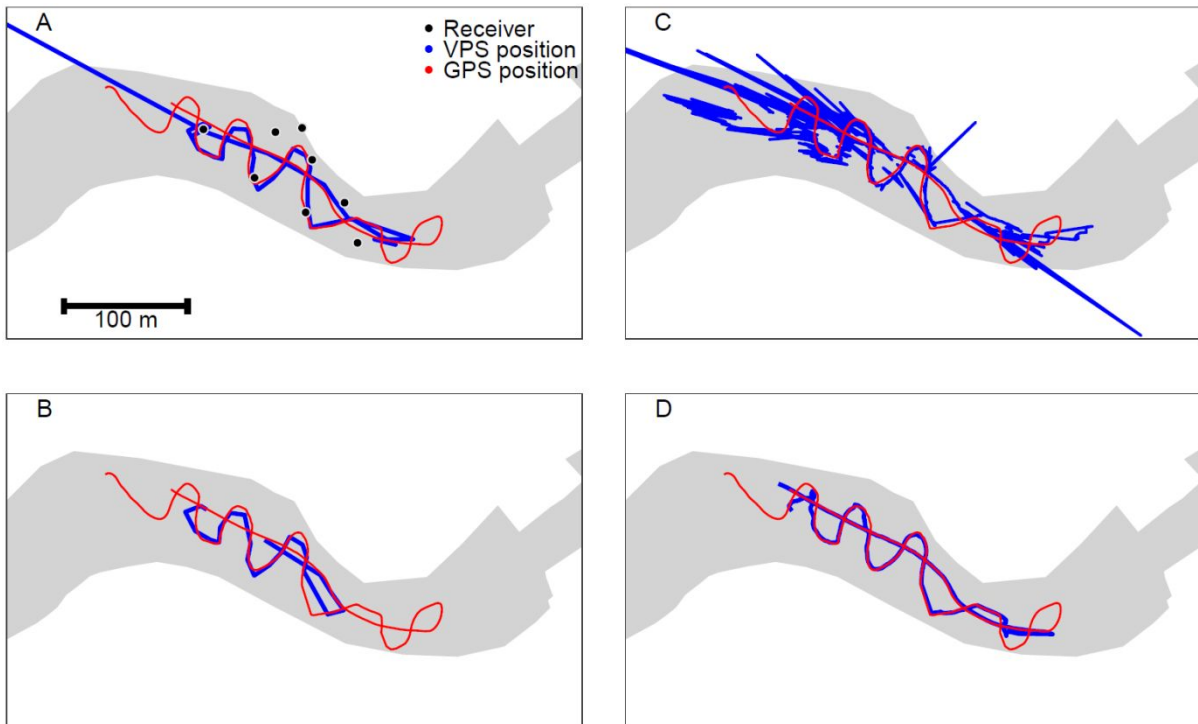 A
Receiver
VPS position
GPS position
100 m
C
B
D